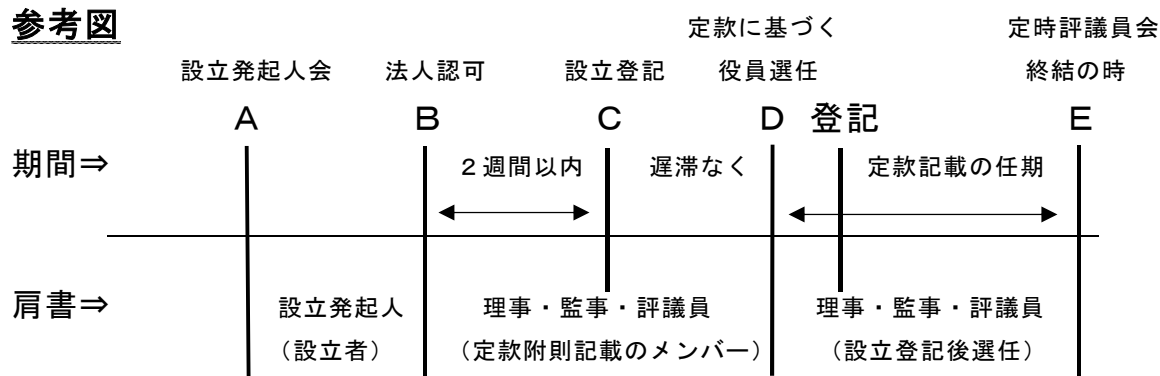 参考図
定款に基づく 定時評議員会
設立発起人会 法人認可 設立登記 役員選任 終結の時
A B C D 登記 E
期間⇒ 2週間以内 遅滞なく 定款記載の任期
肩書⇒ 設立発起人 理事・監事・評議員 理事・監事・評議員
(設立者) (定款附則記載のメンバー) (設立登記後選任)